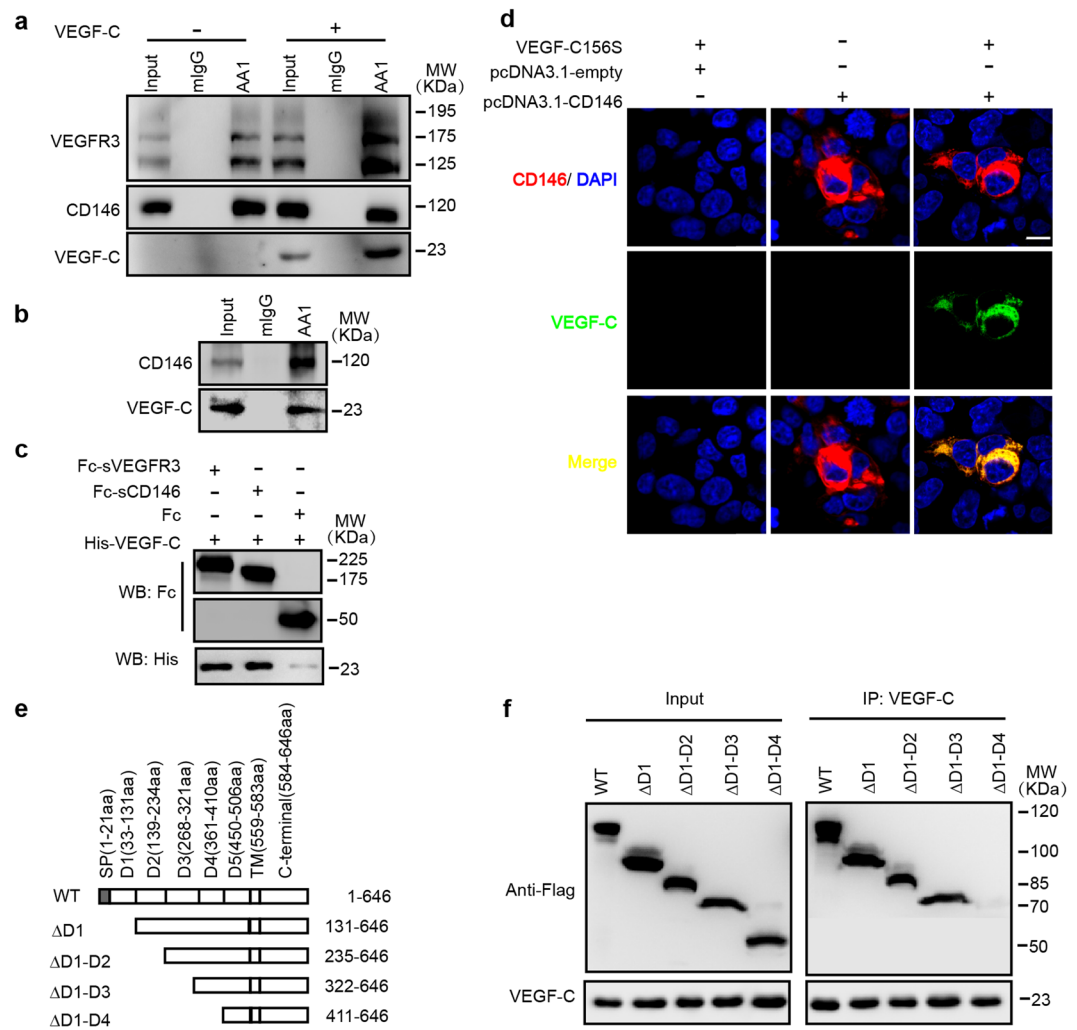 a
VEGF-C - +
Input mIgG AA1 Input mIgG AA1
MW
(KDa)
VEGFR3
-195
-175
-125
CD146
-120
VEGF-C
-23
b
Input mIgG AA1
MW
(KDa)
CD146
-120
VEGF-C
-23
c
Fc-sVEGFR3 + - -
Fc-sCD146 - + -
Fc - - +
His-VEGF-C + + +
MW
(KDa)
WB: Fc
-225
-175
-50
WB: His
-23
d
VEGF-C156S + - +
pcDNA3.1-empty + - -
pcDNA3.1-CD146 - + +
CD146/ DAPI
VEGF-C
Merge
e
SP(1-21aa)
D1(33-131aa)
D2(139-234aa)
D3(268-321aa)
D4(361-410aa)
D5(450-506aa)
TM(559-583aa)
C-terminal(584-646aa)
WT 1-646
ΔD1 131-646
ΔD1-D2 235-646
ΔD1-D3 322-646
ΔD1-D4 411-646
f
Input IP: VEGF-C
WT ΔD1 ΔD1-D2 ΔD1-D3 ΔD1-D4 WT ΔD1 ΔD1-D2 ΔD1-D3 ΔD1-D4
MW
(KDa)
Anti-Flag
-120
-100
-85
-70
-50
VEGF-C
-23